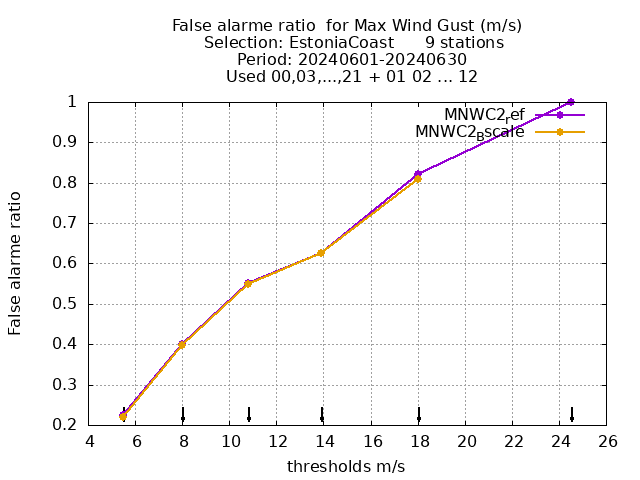 False alarme ratio  for Max Wind Gust (m/s)
Selection: EstoniaCoast      9 stations
Period: 20240601-20240630
Used 00,03,...,21 + 01 02 ... 12
MNWC2ref
MNWC2Bscale
1
0.9
0.8
0.7
0.6
0.5
0.4
0.3
0.2
False alarme ratio
4 6 8 10 12 14 16 18 20 22 24 26
thresholds m/s